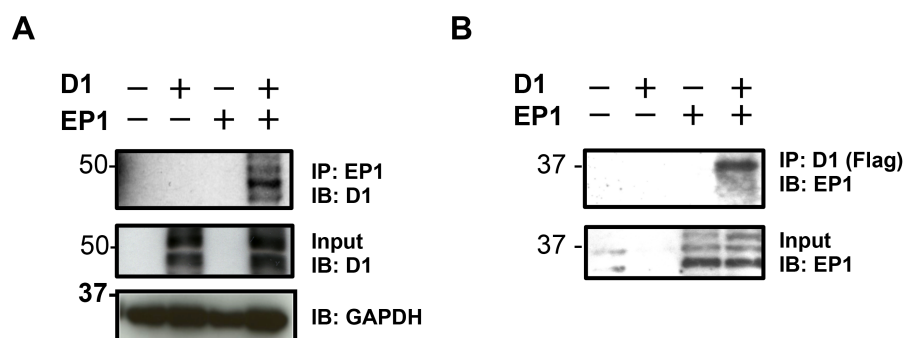 A
D1 – + – +
EP1 – – + +
50
IP: EP1
IB: D1
50
Input
IB: D1
37
IB: GAPDH
B
D1 – + – +
EP1 – – + +
37
IP: D1 (Flag)
IB: EP1
37
Input
IB: EP1